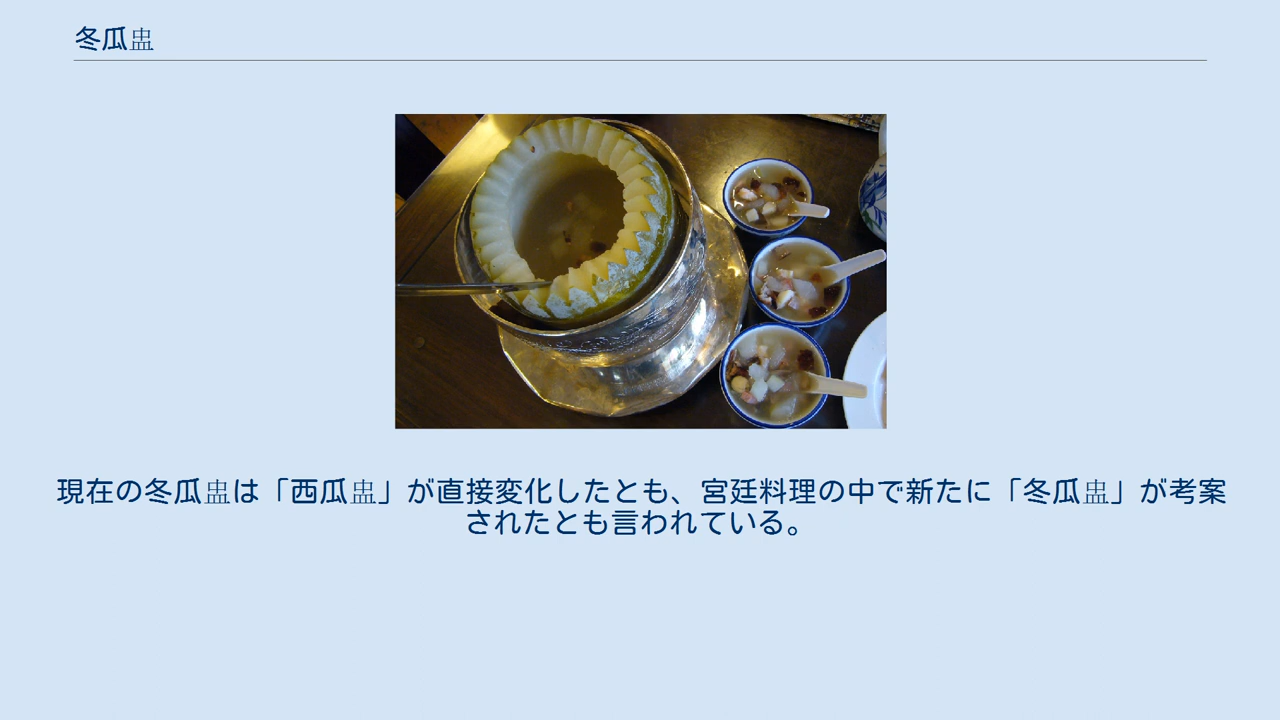 冬瓜盅
現在の冬瓜盅は「西瓜盅」が直接変化したとも、宮廷料理の中で新たに「冬瓜盅」が考案
されたとも言われている。